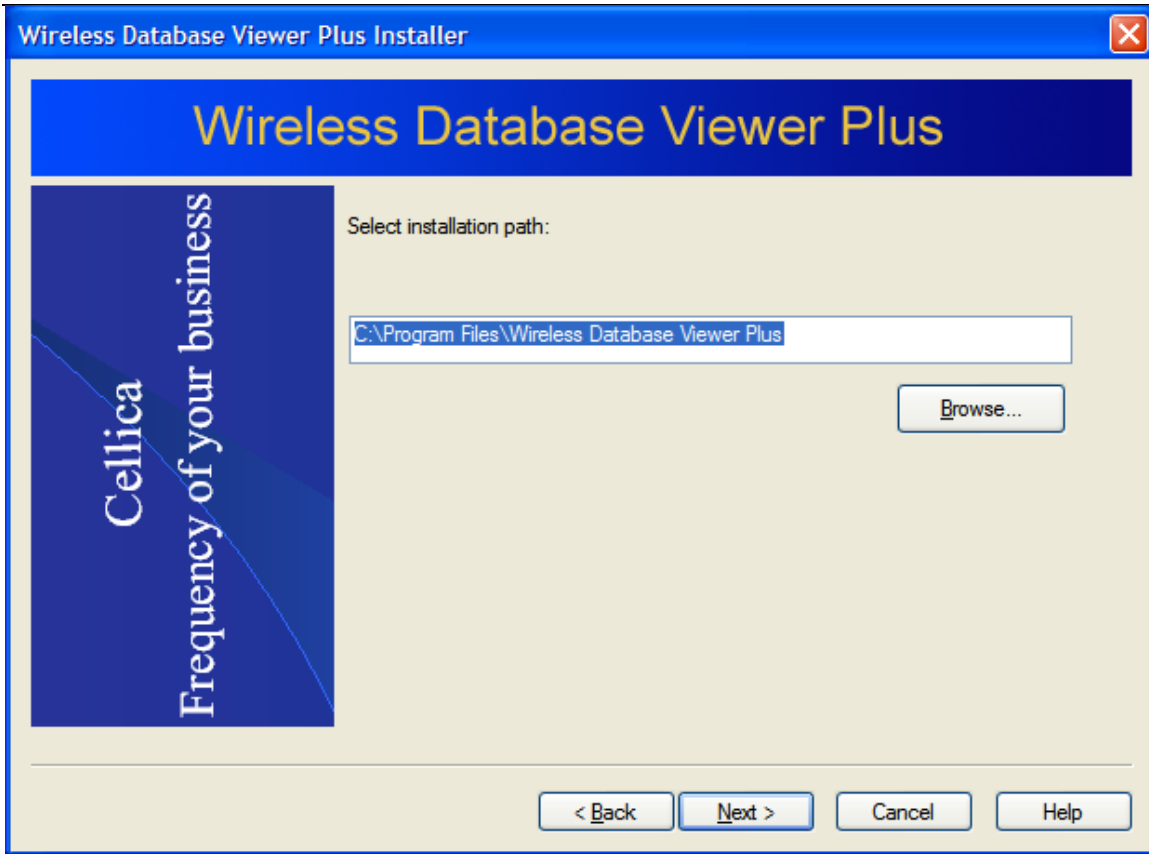 Wireless Database Viewer Plus Installer
Wireless Database Viewer Plus
Cellica
Frequency of your business
Select installation path:
C:\Program Files\Wireless Database Viewer Plus
Browse...
< Back
Next >
Cancel
Help